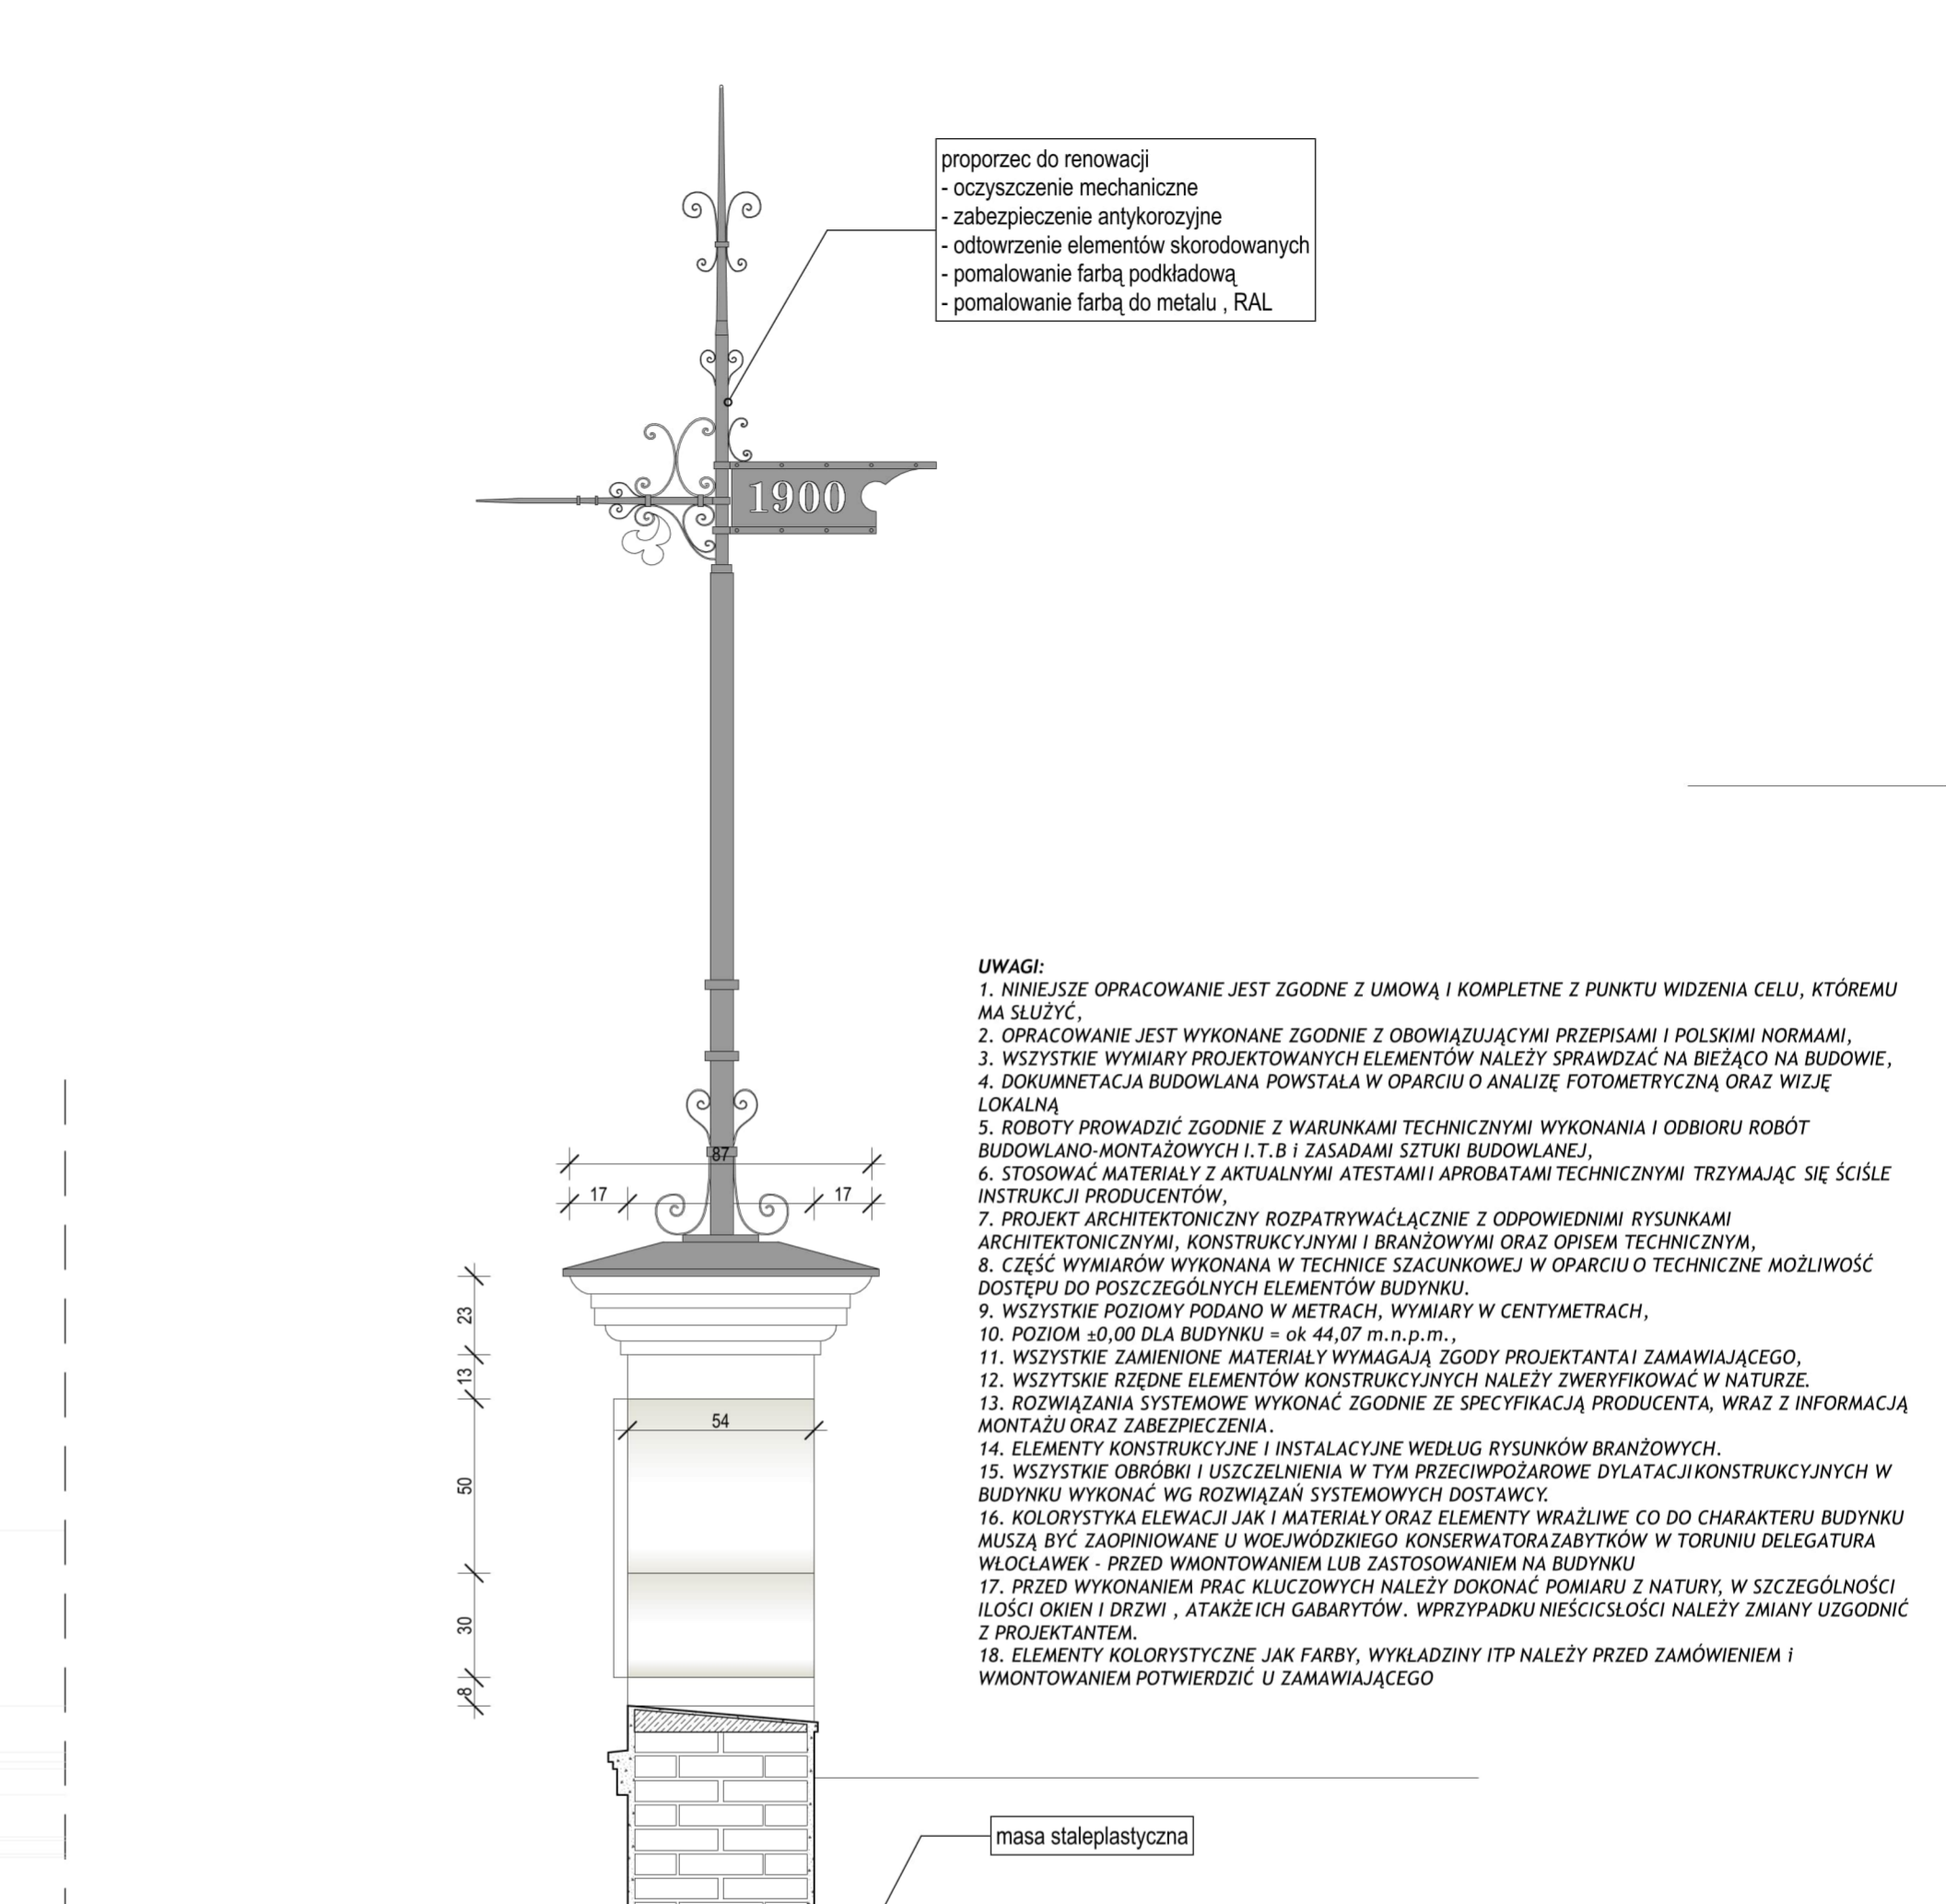 proporzec do renowacji
- oczyszczenie mechaniczne
- zabezpieczenie antykorozyjne
- odtowrzenie elementów skorodowanych
- pomalowanie farbą podkładową
- pomalowanie farbą do metalu , RAL
1900
UWAGI:
1. NINIEJSZE OPRACOWANIE JEST ZGODNE Z UMOWĄ I KOMPLETNE Z PUNKTU WIDZENIA CELU, KTÓREMU
MA SŁUŻYĆ,
2. OPRACOWANIE JEST WYKONANE ZGODNIE Z OBOWIĄZUJĄCYMI PRZEPISAMI I POLSKIMI NORMAMI,
3. WSZYSTKIE WYMIARY PROJEKTOWANYCH ELEMENTÓW NALEŻY SPRAWDZAĆ NA BIEŻĄCO NA BUDOWIE,
4. DOKUMNETACJA BUDOWLANA POWSTAŁA W OPARCIU O ANALIZĘ FOTOMETRYCZNĄ ORAZ WIZJĘ
LOKALNĄ
5. ROBOTY PROWADZIĆ ZGODNIE Z WARUNKAMI TECHNICZNYMI WYKONANIA I ODBIORU ROBÓT
BUDOWLANO-MONTAŻOWYCH I.T.B i ZASADAMI SZTUKI BUDOWLANEJ,
6. STOSOWAĆ MATERIAŁY Z AKTUALNYMI ATESTAMI I APROBATAMI TECHNICZNYMI TRZYMAJĄC SIĘ ŚCIŚLE
INSTRUKCJI PRODUCENTÓW,
7. PROJEKT ARCHITEKTONICZNY ROZPATRYWAĆŁĄCZNIE Z ODPOWIEDNIMI RYSUNKAMI
ARCHITEKTONICZNYMI, KONSTRUKCYJNYMI I BRANŻOWYMI ORAZ OPISEM TECHNICZNYM,
8. CZĘŚĆ WYMIARÓW WYKONANA W TECHNICE SZACUNKOWEJ W OPARCIU O TECHNICZNE MOŻLIWOŚĆ
DOSTĘPU DO POSZCZEGÓLNYCH ELEMENTÓW BUDYNKU.
9. WSZYSTKIE POZIOMY PODANO W METRACH, WYMIARY W CENTYMETRACH,
10. POZIOM ±0,00 DLA BUDYNKU = ok 44,07 m.n.p.m.,
11. WSZYSTKIE ZAMIENIONE MATERIAŁY WYMAGAJĄ ZGODY PROJEKTANTA I ZAMAWIAJĄCEGO,
12. WSZYTSKIE RZĘDNE ELEMENTÓW KONSTRUKCYJNYCH NALEŻY ZWERYFIKOWAĆ W NATURZE.
13. ROZWIĄZANIA SYSTEMOWE WYKONAĆ ZGODNIE ZE SPECYFIKACJĄ PRODUCENTA, WRAZ Z INFORMACJĄ
MONTAŻU ORAZ ZABEZPIECZENIA.
14. ELEMENTY KONSTRUKCYJNE I INSTALACYJNE WEDŁUG RYSUNKÓW BRANŻOWYCH.
15. WSZYSTKIE OBRÓBKI I USZCZELNIENIA W TYM PRZECIWPOŻAROWE DYLATACJI KONSTRUKCYJNYCH W
BUDYNKU WYKONAĆ WG ROZWIĄZAŃ SYSTEMOWYCH DOSTAWCY.
16. KOLORYSTYKA ELEWACJI JAK I MATERIAŁY ORAZ ELEMENTY WRAŻLIWE CO DO CHARAKTERU BUDYNKU
MUSZĄ BYĆ ZAOPINIOWANE U WOEJWÓDZKIEGO KONSERWATORA ZABYTKÓW W TORUNIU DELEGATURA
WŁOCŁAWEK - PRZED WMONTOWANIEM LUB ZASTOSOWANIEM NA BUDYNKU
17. PRZED WYKONANIEM PRAC KLUCZOWYCH NALEŻY DOKONAĆ POMIARU Z NATURY, W SZCZEGÓLNOŚCI
ILOŚCI OKIEN I DRZWI , ATAKŻE ICH GABARYTÓW. WPRZYPADKU NIEŚCICSŁOŚCI NALEŻY ZMIANY UZGODNIĆ
Z PROJEKTANTEM.
18. ELEMENTY KOLORYSTYCZNE JAK FARBY, WYKŁADZINY ITP NALEŻY PRZED ZAMÓWIENIEM i
WMONTOWANIEM POTWIERDZIĆ U ZAMAWIAJĄCEGO
87
17 17
23
13
54
50
30
8
masa staleplastyczna